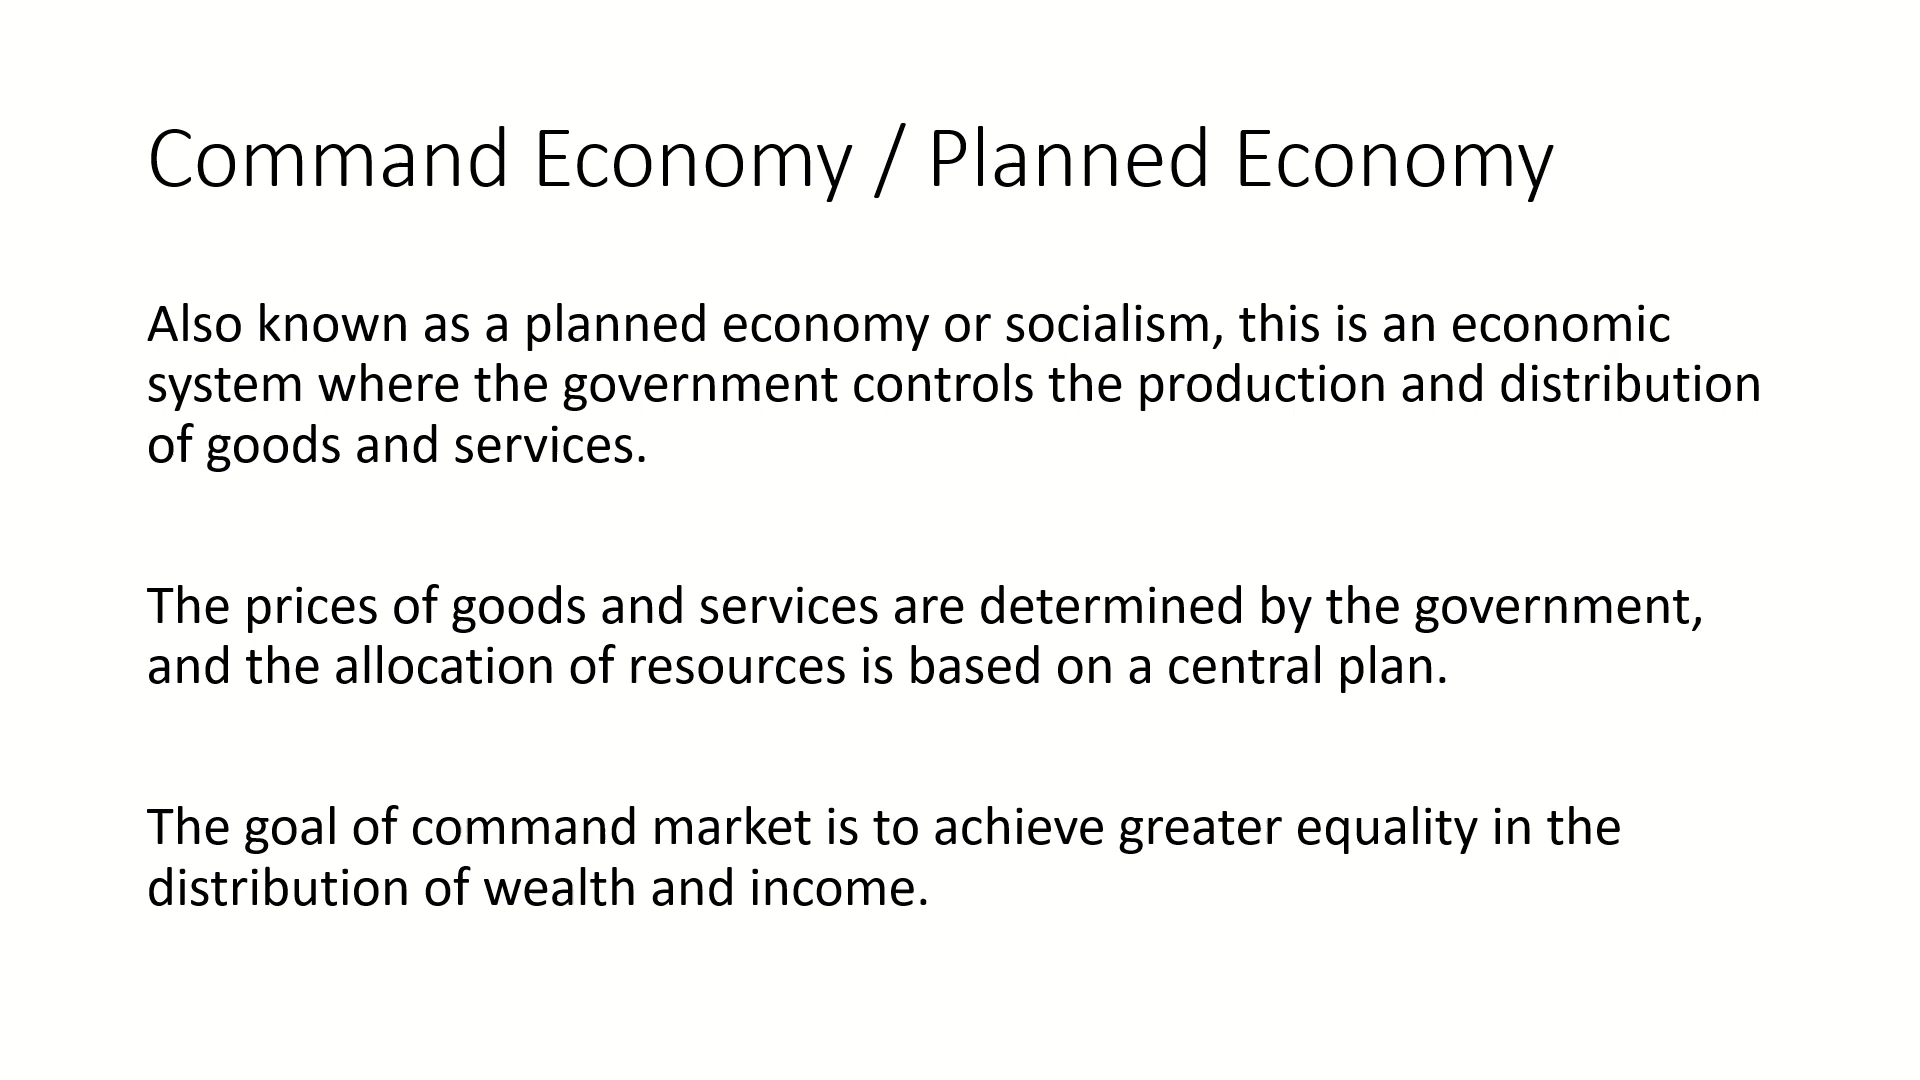 Command Economy / Planned Economy
Also known as a planned economy or socialism, this is an economic
system where the government controls the production and distribution
of goods and services.
The prices of goods and services are determined by the government,
and the allocation of resources is based on a central plan.
The goal of command market is to achieve greater equality in the
distribution of wealth and income.